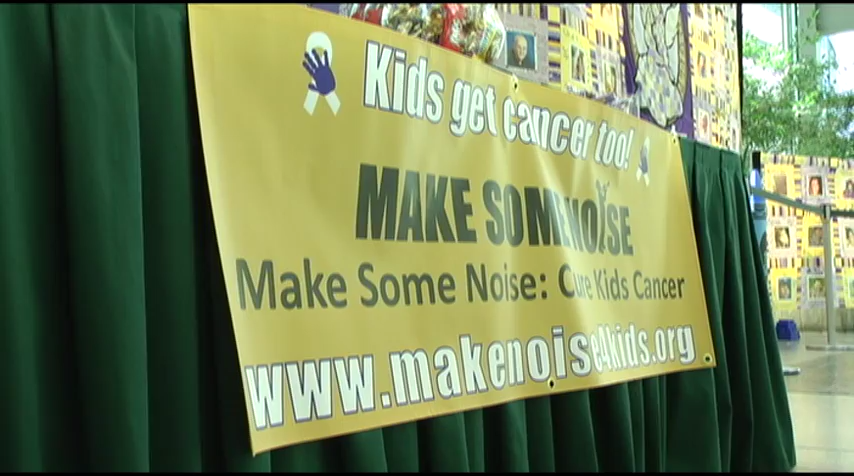 Kids get cancer too!
MAKE SOME NOISE
Make Some Noise: Cure Kids Cancer
www.makenoise4kids.org